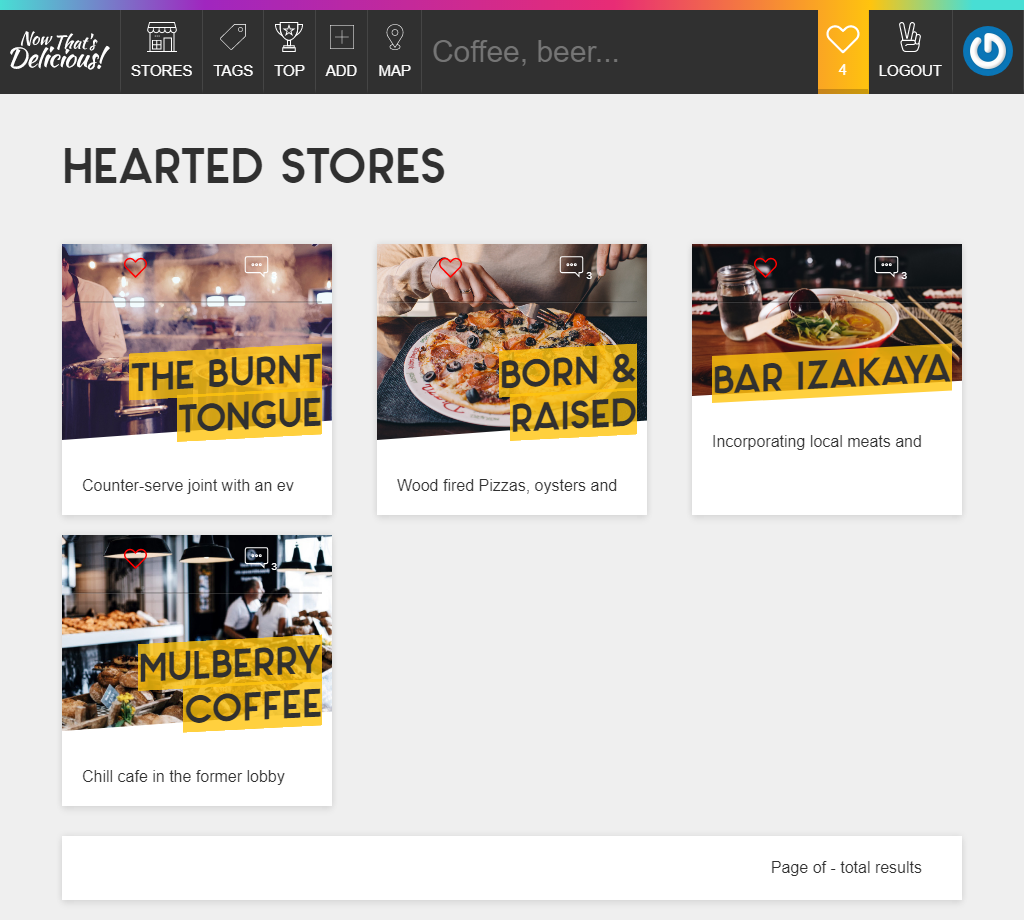 Now That's
Delicious!
STORES
TAGS
TOP
ADD
MAP
Coffee, beer...
4
LOGOUT
HEARTED STORES
THE BURNT
TONGUE
Counter-serve joint with an ev
3
BORN &
RAISED
Wood fired Pizzas, oysters and
3
BAR IZAKAYA
Incorporating local meats and
3
MULBERRY
COFFEE
Chill cafe in the former lobby
Page of - total results